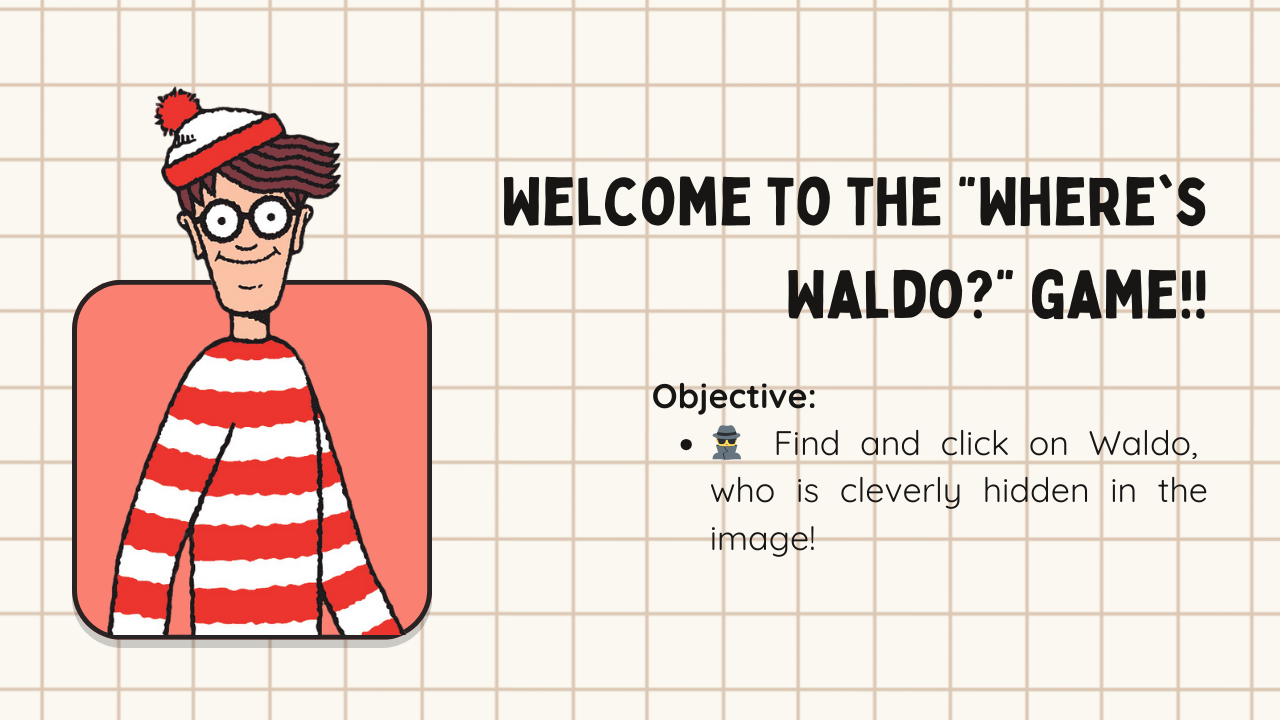 WELCOME TO THE "WHERE`S
WALDO?" GAME!!
Objective:
• 🕵️ Find and click on Waldo,
who is cleverly hidden in the
image!